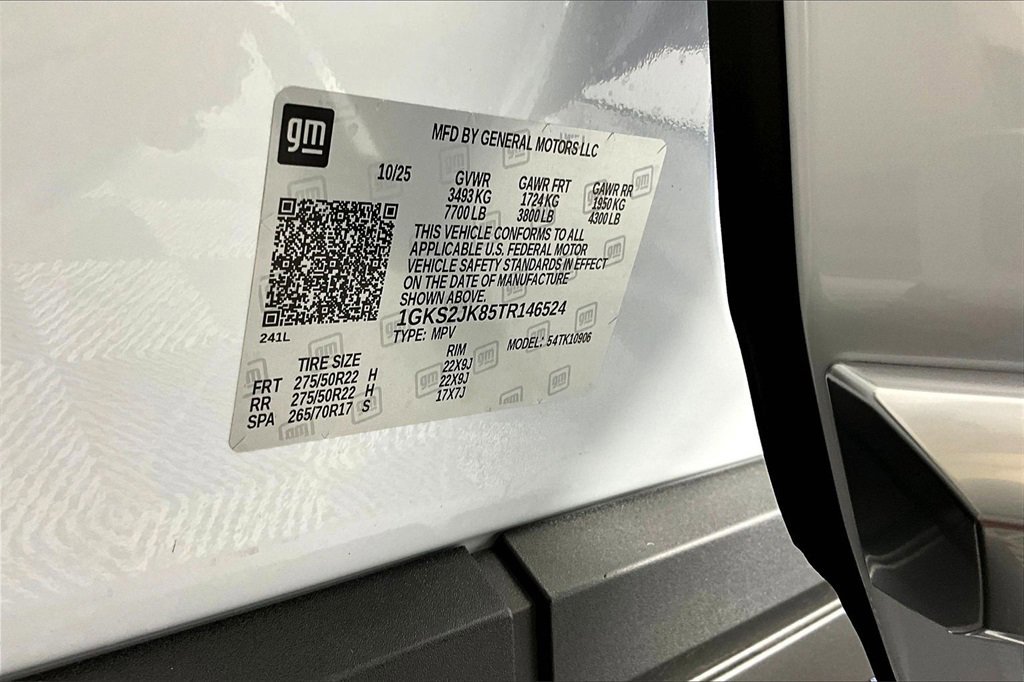 gm
MFD BY GENERAL MOTORS LLC
10/25
GVWR GAWR FRT GAWR RR
3493 KG 1724 KG 1950 KG
7700 LB 3800 LB 4300 LB
THIS VEHICLE CONFORMS TO ALL
APPLICABLE U.S. FEDERAL MOTOR
VEHICLE SAFETY STANDARDS IN EFFECT
ON THE DATE OF MANUFACTURE
SHOWN ABOVE.
1GKS2JK85TR146524
TYPE: MPV MODEL: 54TK10906
241L
TIRE SIZE RIM
FRT 275/50R22 H 22X9J
RR 275/50R22 H 22X9J
SPA 265/70R17 S 17X7J